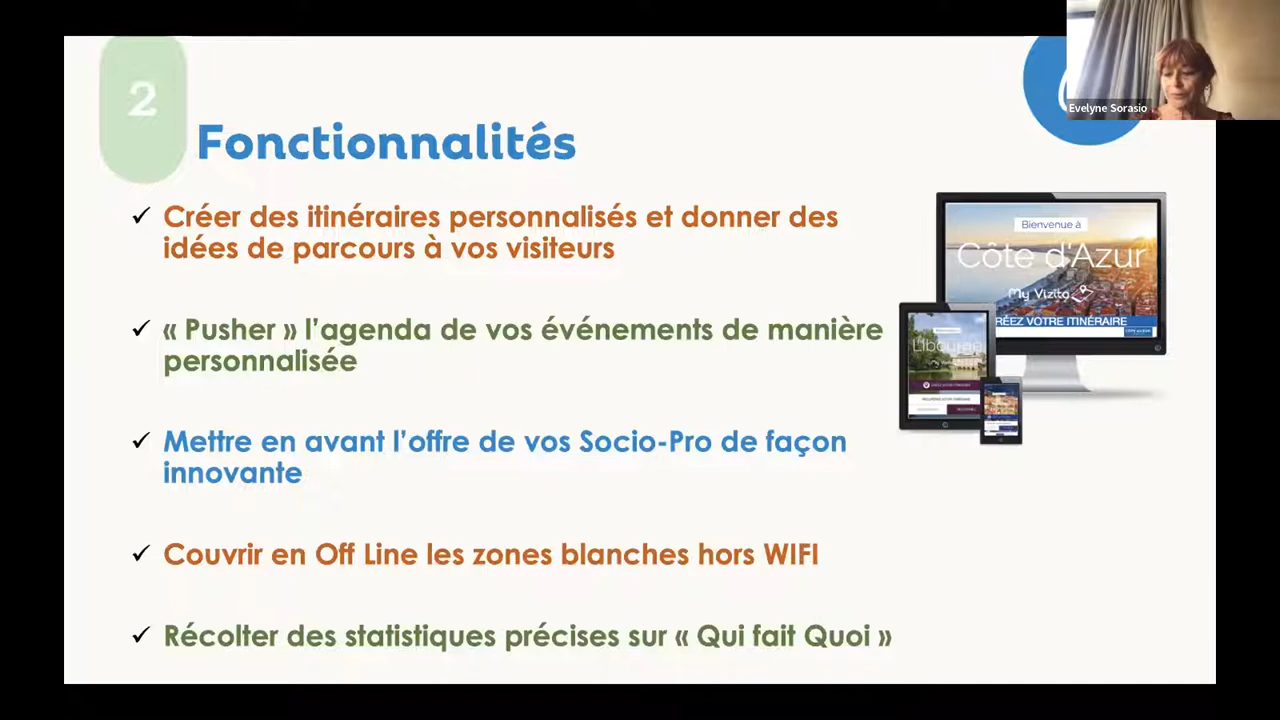 2
Evelyne Sorasio
Fonctionnalités
✓ Créer des itinéraires personnalisés et donner des
idées de parcours à vos visiteurs
✓ « Pusher » l’agenda de vos événements de manière
personnalisée
✓ Mettre en avant l’offre de vos Socio-Pro de façon
innovante
✓ Couvrir en Off Line les zones blanches hors WIFI
✓ Récolter des statistiques précises sur « Qui fait Quoi »
Bienvenue à
Côte d'Azur
My Vizito
RÉEZ VOTRE ITINÉRAIRE
Libourne